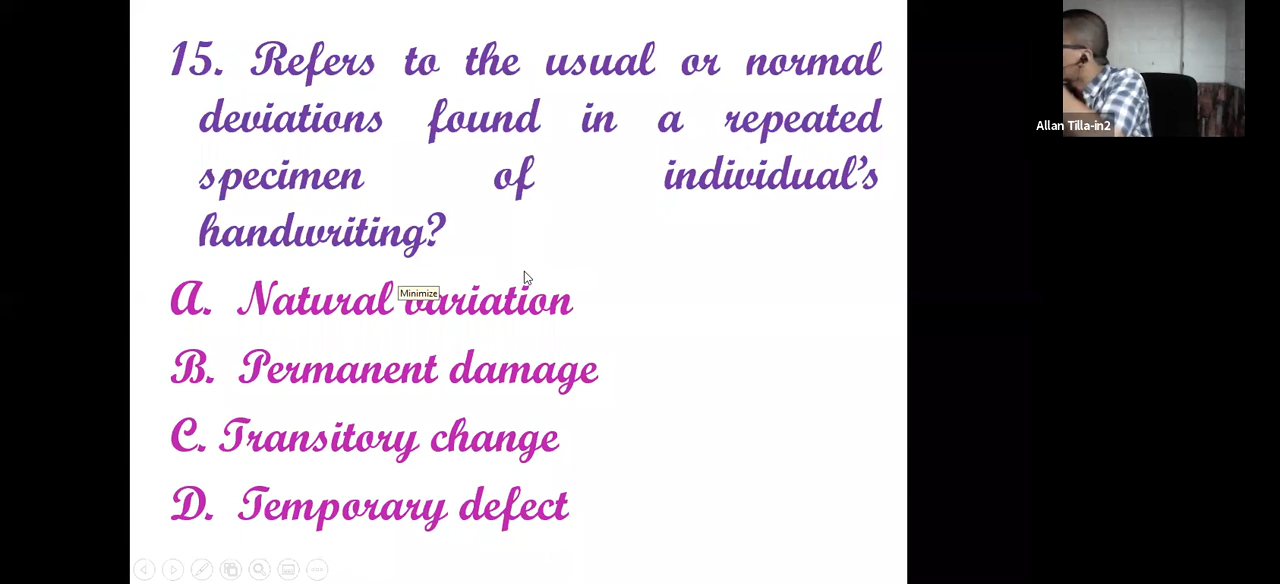 15. Refers to the usual or normal
deviations found in a repeated
specimen of individual's
handwriting?
A. Natural variation
Minimize
B. Permanent damage
C. Transitory change
D. Temporary defect
Allan Tilla-in2